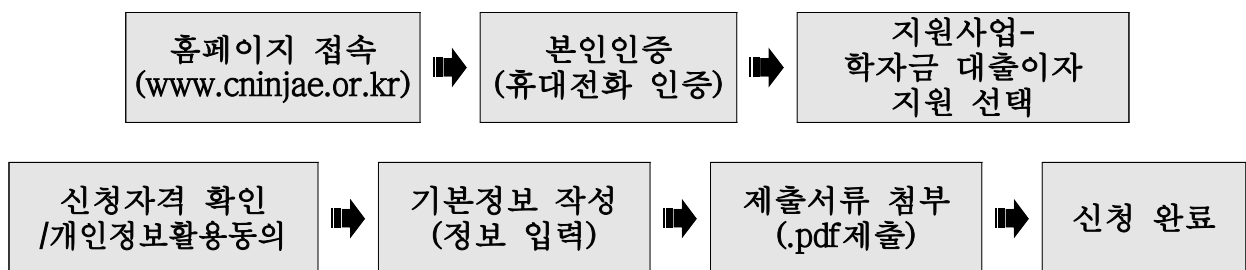 홈페이지 접속
(www.cninjae.or.kr)
본인인증
(휴대전화 인증)
지원사업-
학자금 대출이자
지원 선택
신청자격 확인
/개인정보활용동의
기본정보 작성
(정보 입력)
제출서류 첨부
(.pdf제출)
신청 완료